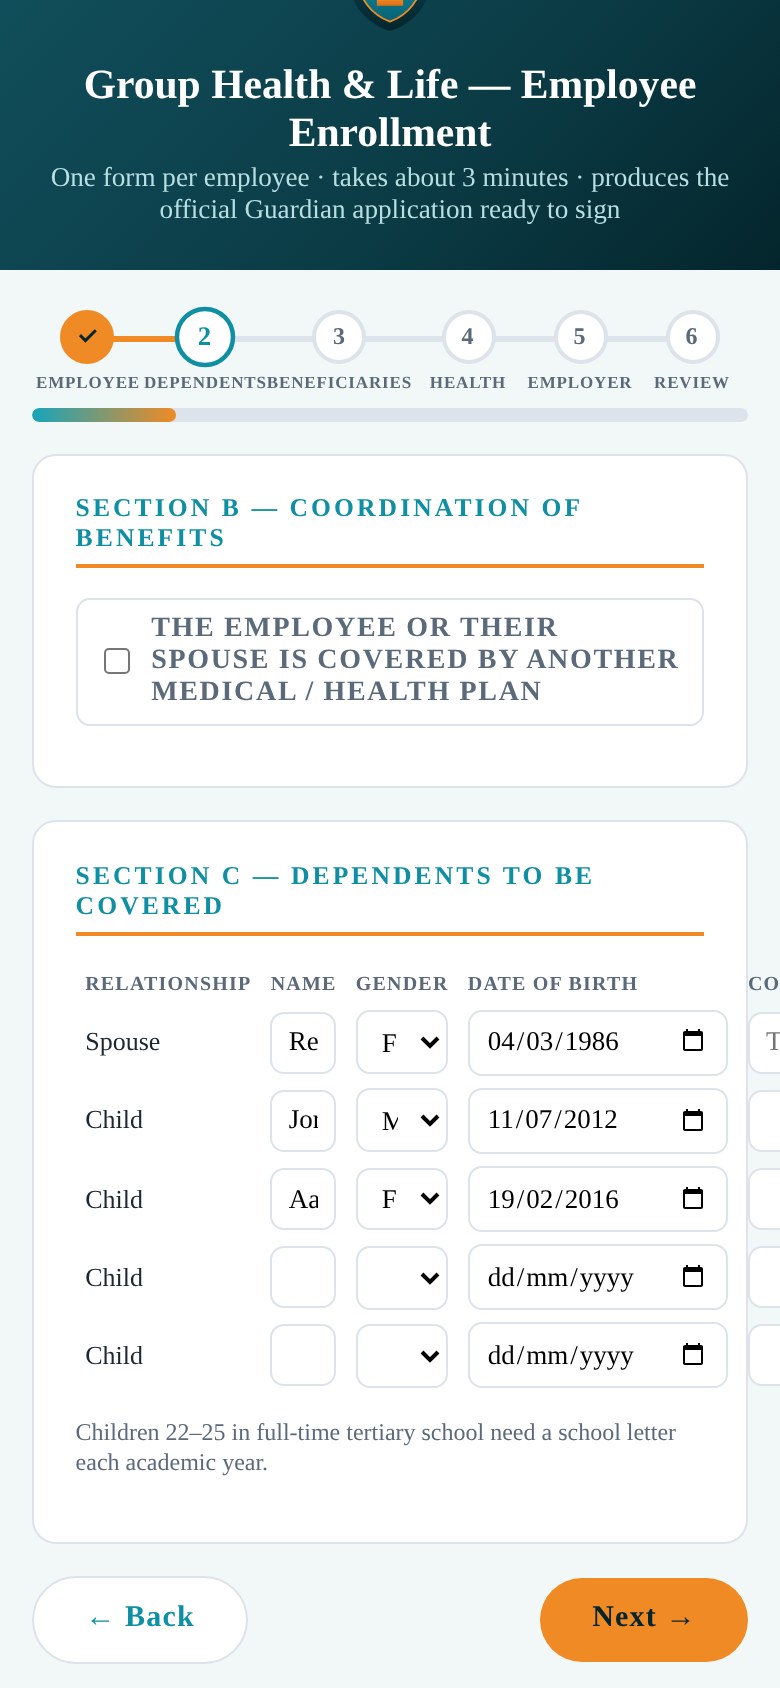 Group Health & Life — Employee
Enrollment
One form per employee · takes about 3 minutes · produces the
official Guardian application ready to sign
2 3 4 5 6
EMPLOYEE DEPENDENTS BENEFICIARIES HEALTH EMPLOYER REVIEW
SECTION B — COORDINATION OF
BENEFITS
THE EMPLOYEE OR THEIR
SPOUSE IS COVERED BY ANOTHER
MEDICAL / HEALTH PLAN
SECTION C — DEPENDENTS TO BE
COVERED
RELATIONSHIP NAME GENDER DATE OF BIRTH
Spouse Re F 04/03/1986
Child 11/07/2012
Child Aa F 19/02/2016
Child dd/mm/yyyy
Child dd/mm/yyyy
Children 22–25 in full-time tertiary school need a school letter
each academic year.
← Back Next →